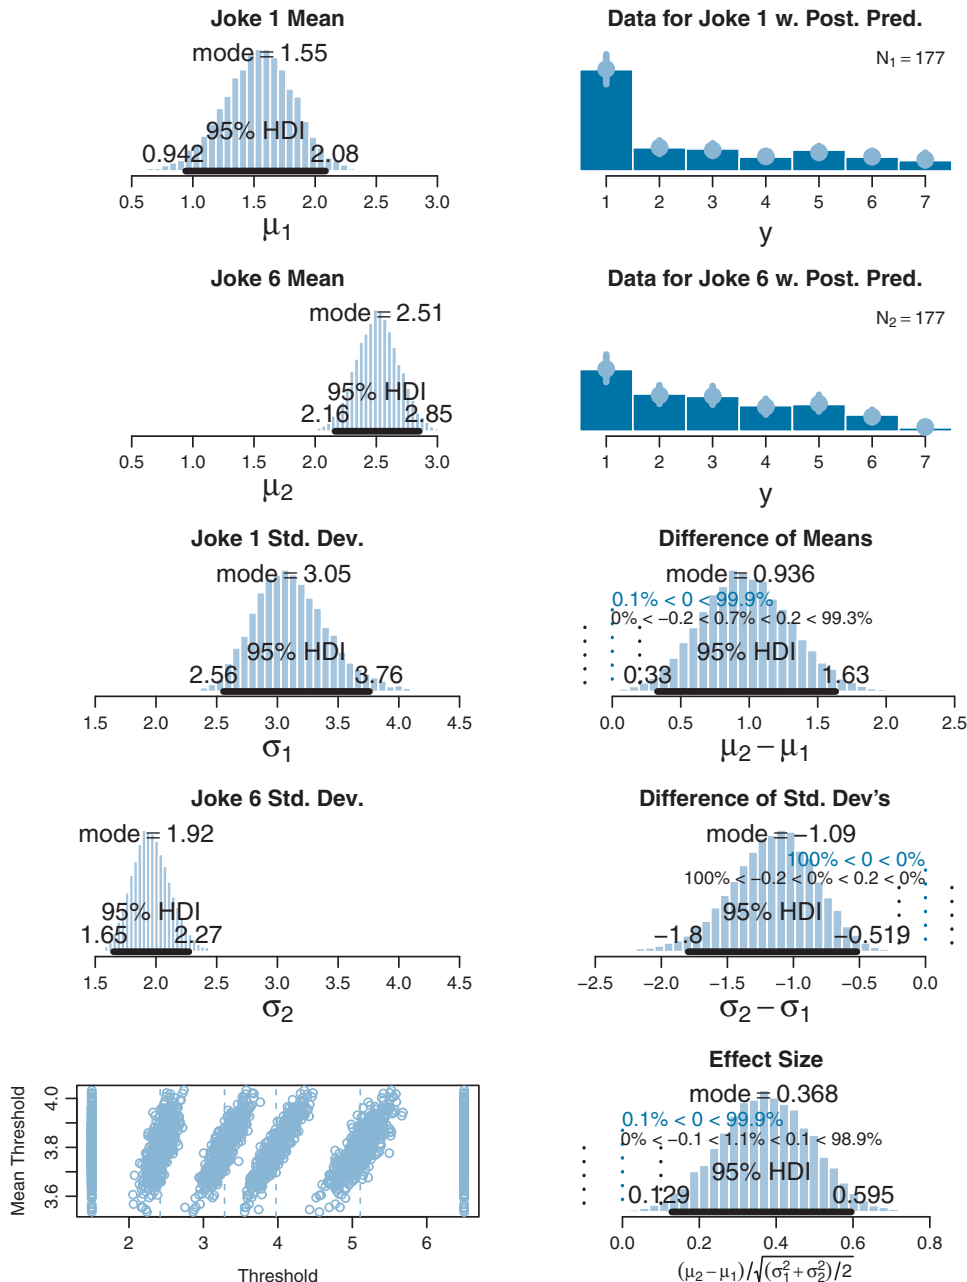 Joke 1 Mean
mode = 1.55
95% HDI
0.942 2.08
0.5 1.0 1.5 2.0 2.5 3.0
μ1
Data for Joke 1 w. Post. Pred.
N1 = 177
1 2 3 4 5 6 7
y
Joke 6 Mean
mode = 2.51
95% HDI
2.16 2.85
0.5 1.0 1.5 2.0 2.5 3.0
μ2
Data for Joke 6 w. Post. Pred.
N2 = 177
1 2 3 4 5 6 7
y
Joke 1 Std. Dev.
mode = 3.05
95% HDI
2.56 3.76
1.5 2.0 2.5 3.0 3.5 4.0 4.5
σ1
Difference of Means
mode = 0.936
0.1% < 0 < 99.9%
0% < −0.2 < 0.7% < 0.2 < 99.3%
95% HDI
0.33 1.63
0.0 0.5 1.0 1.5 2.0 2.5
μ2 − μ1
Joke 6 Std. Dev.
mode = 1.92
95% HDI
1.65 2.27
1.5 2.0 2.5 3.0 3.5 4.0 4.5
σ2
Difference of Std. Dev's
mode = −1.09
100% < 0 < 0%
100% < −0.2 < 0% < 0.2 < 0%
95% HDI
−1.8 −0.519
−2.5 −2.0 −1.5 −1.0 −0.5 0.0
σ2 − σ1
Mean Threshold
4.0
3.8
3.6
2 3 4 5 6
Threshold
Effect Size
mode = 0.368
0.1% < 0 < 99.9%
0% < −0.1 < 1.1% < 0.1 < 98.9%
95% HDI
0.129 0.595
0.0 0.2 0.4 0.6 0.8
(μ2 − μ1)/√(σ1² + σ2²)/2